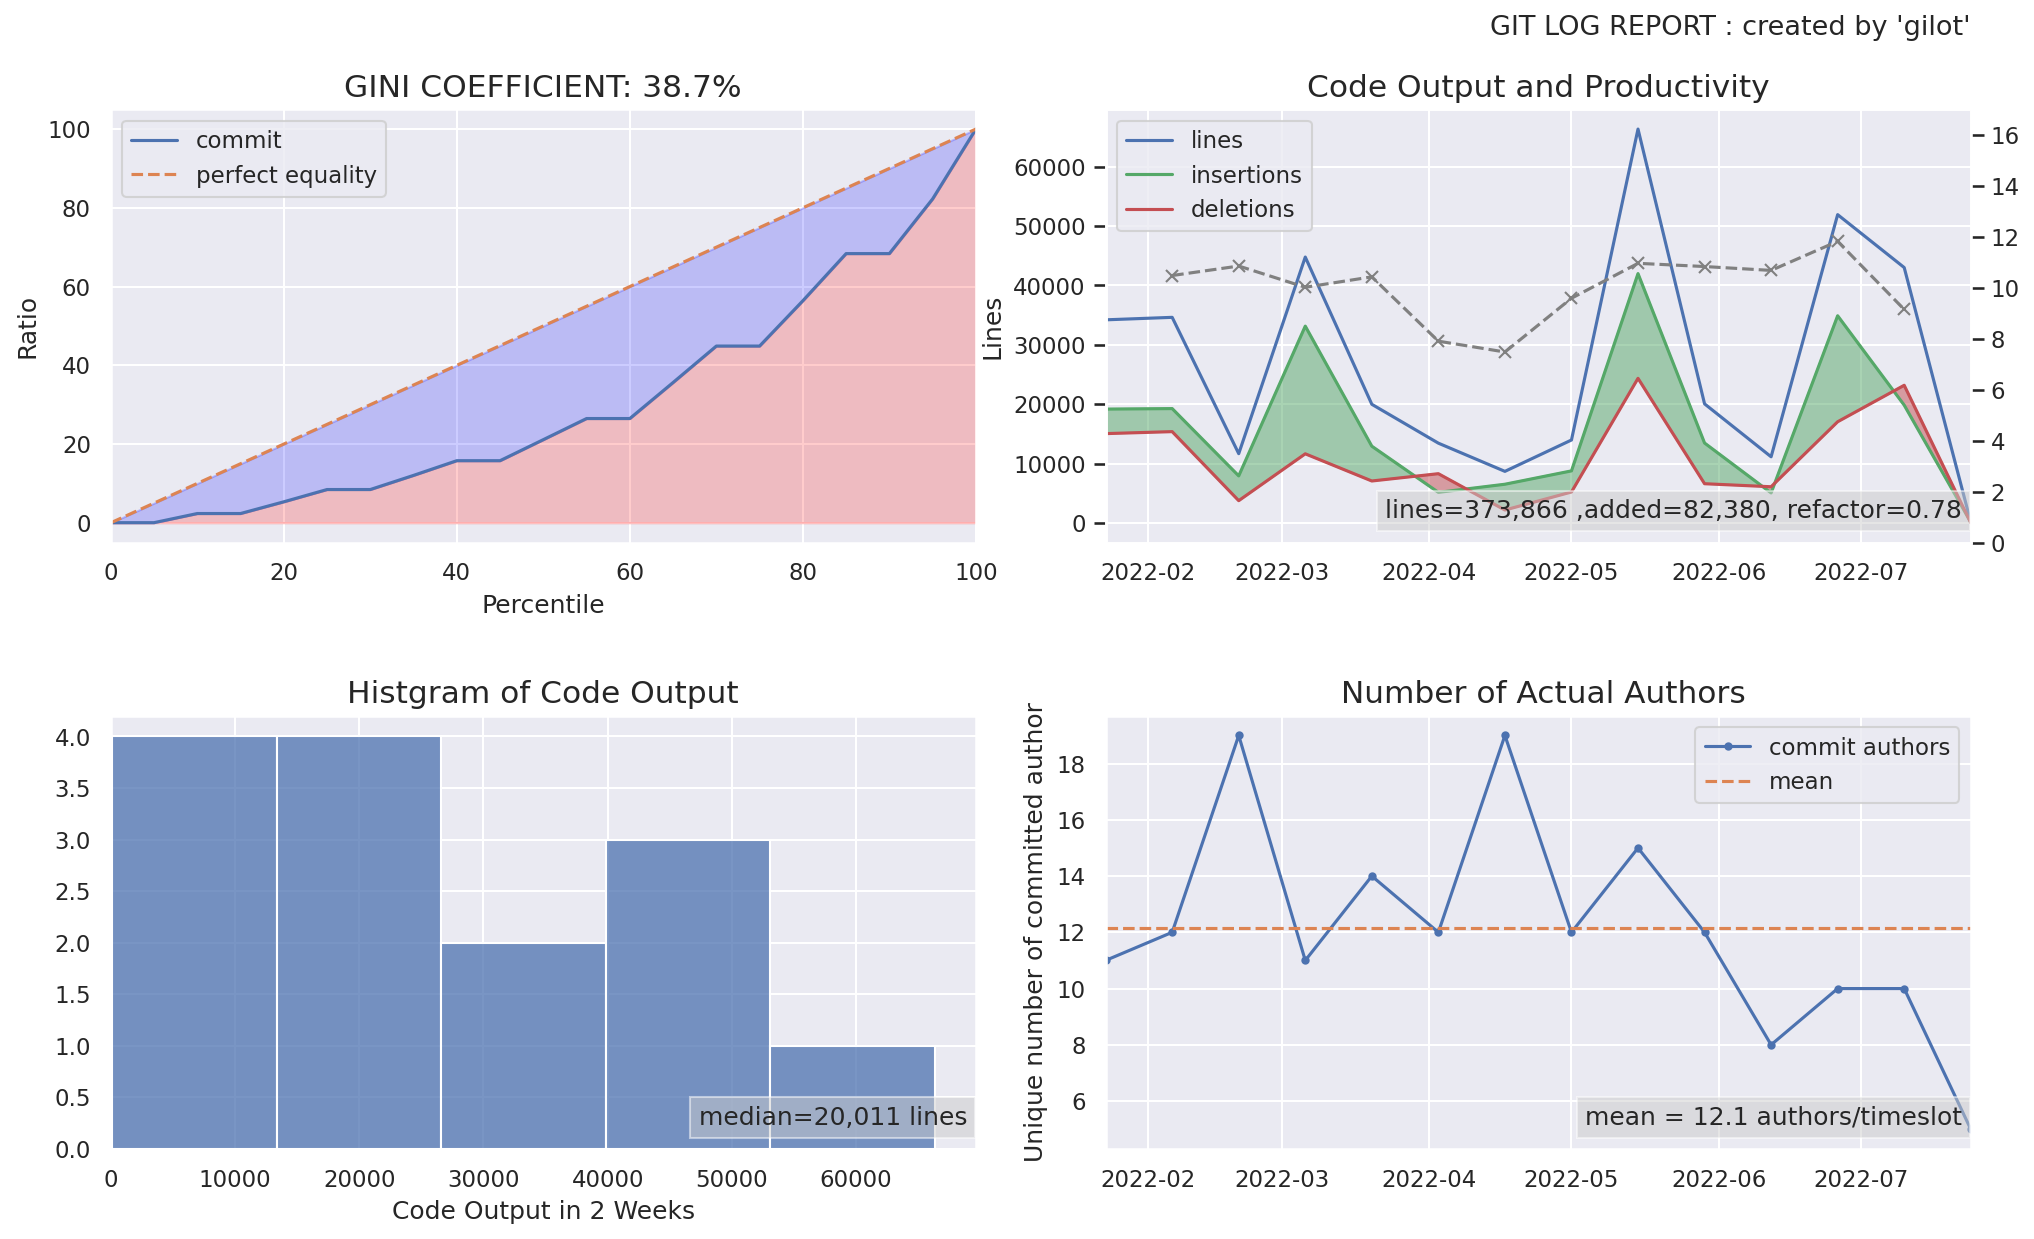 GIT LOG REPORT : created by 'gilot'
GINI COEFFICIENT: 38.7%
commit
perfect equality
Ratio
100
80
60
40
20
0
0 20 40 60 80 100
Percentile
Code Output and Productivity
lines
insertions
deletions
Lines
60000
50000
40000
30000
20000
10000
0
16
14
12
10
8
6
4
2
0
lines=373,866 ,added=82,380, refactor=0.78
2022-02 2022-03 2022-04 2022-05 2022-06 2022-07
Histgram of Code Output
4.0
3.5
3.0
2.5
2.0
1.5
1.0
0.5
0.0
median=20,011 lines
0 10000 20000 30000 40000 50000 60000
Code Output in 2 Weeks
Number of Actual Authors
commit authors
mean
Unique number of committed author
18
16
14
12
10
8
6
mean = 12.1 authors/timeslot
2022-02 2022-03 2022-04 2022-05 2022-06 2022-07